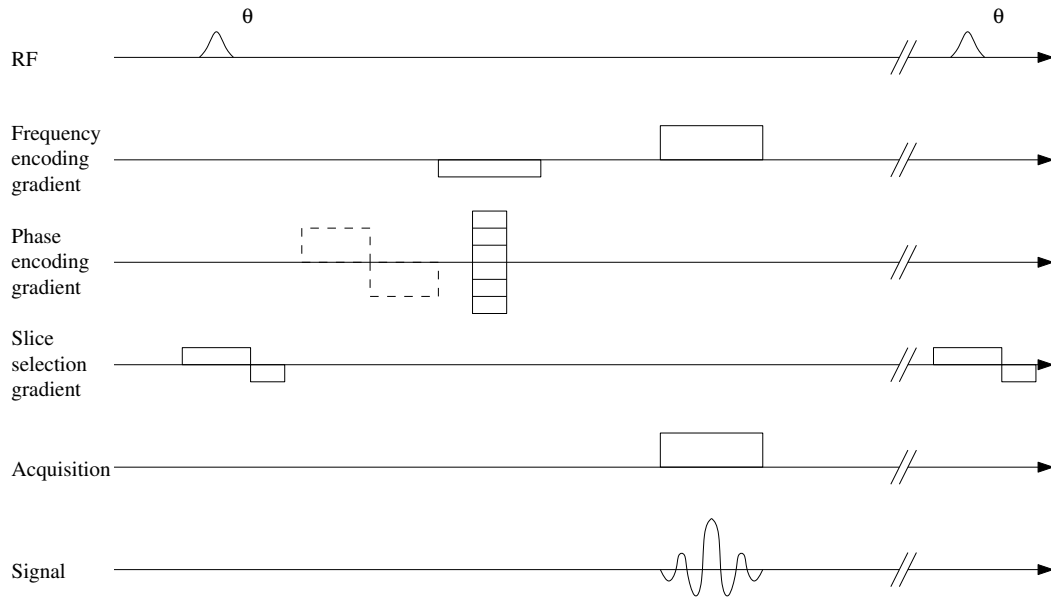 θ
θ
RF
Frequency
encoding
gradient
Phase
encoding
gradient
Slice
selection
gradient
Acquisition
Signal